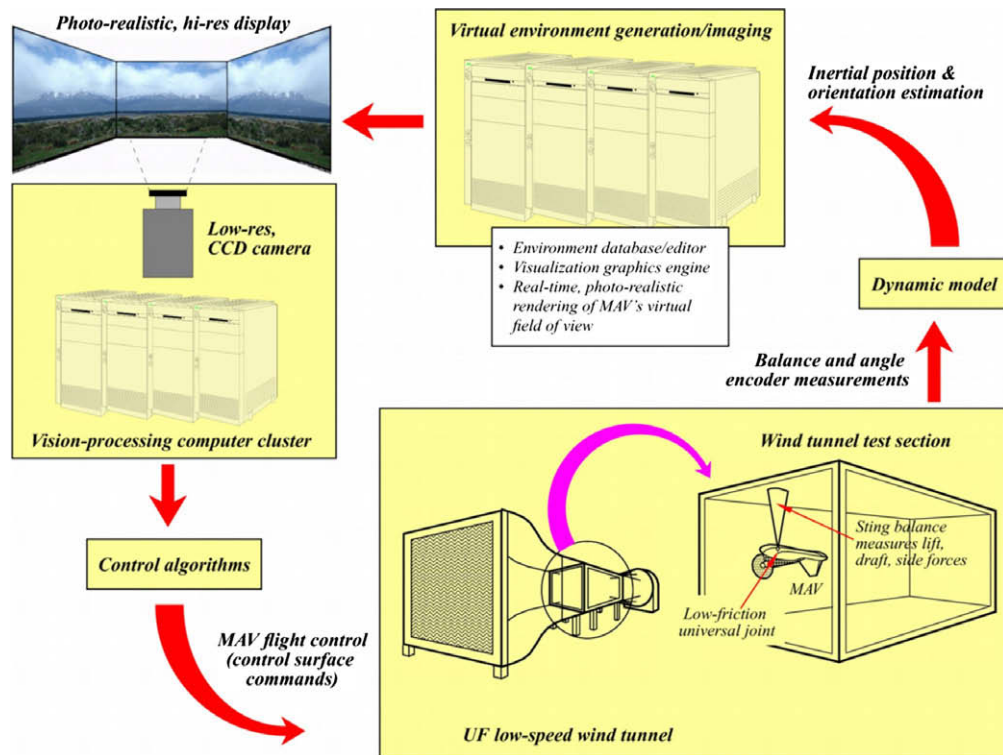 Photo-realistic, hi-res display
Virtual environment generation/imaging
Inertial position &
orientation estimation
Low-res,
CCD camera
• Environment database/editor
• Visualization graphics engine
• Real-time, photo-realistic
rendering of MAV's virtual
field of view
Dynamic model
Balance and angle
encoder measurements
Vision-processing computer cluster
Wind tunnel test section
Sting balance
measures lift,
draft, side forces
MAV
Low-friction
universal joint
Control algorithms
MAV flight control
(control surface
commands)
UF low-speed wind tunnel